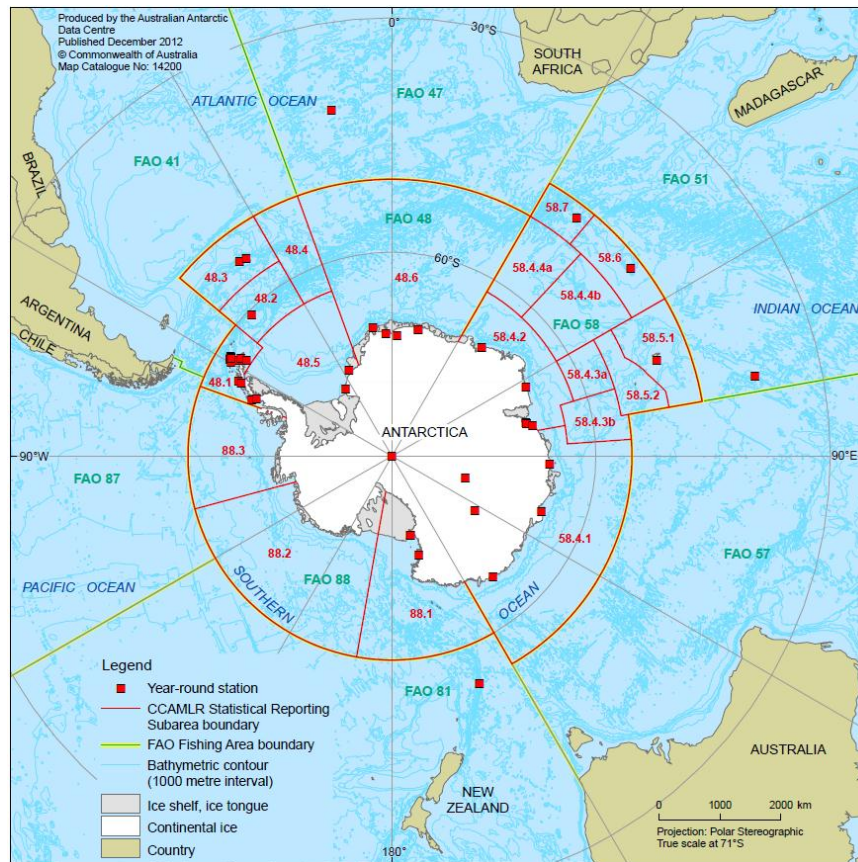 Produced by the Australian Antarctic
Data Centre
Published December 2012
© Commonwealth of Australia
Map Catalogue No: 14200
0°
30°S
SOUTH
AFRICA
MADAGASCAR
ATLANTIC OCEAN
FAO 47
FAO 41
BRAZIL
FAO 51
58.7
FAO 48
48.4
58.6
48.3
60°S
58.4.4a
48.6
48.2
58.4.4b
ARGENTINA
INDIAN OCEAN
FAO 58
58.4.2
58.5.1
CHILE
48.5
48.1
58.4.3a
58.5.2
58.4.3b
ANTARCTICA
88.3
90°W
90°E
FAO 87
58.4.1
88.2
FAO 57
FAO 88
PACIFIC OCEAN
SOUTHERN
OCEAN
88.1
Legend
Year-round station
CCAMLR Statistical Reporting
Subarea boundary
FAO Fishing Area boundary
Bathymetric contour
(1000 metre interval)
Ice shelf, ice tongue
Continental ice
Country
FAO 81
AUSTRALIA
NEW
ZEALAND
0 1000 2000 km
Projection: Polar Stereographic
True scale at 71°S
180°